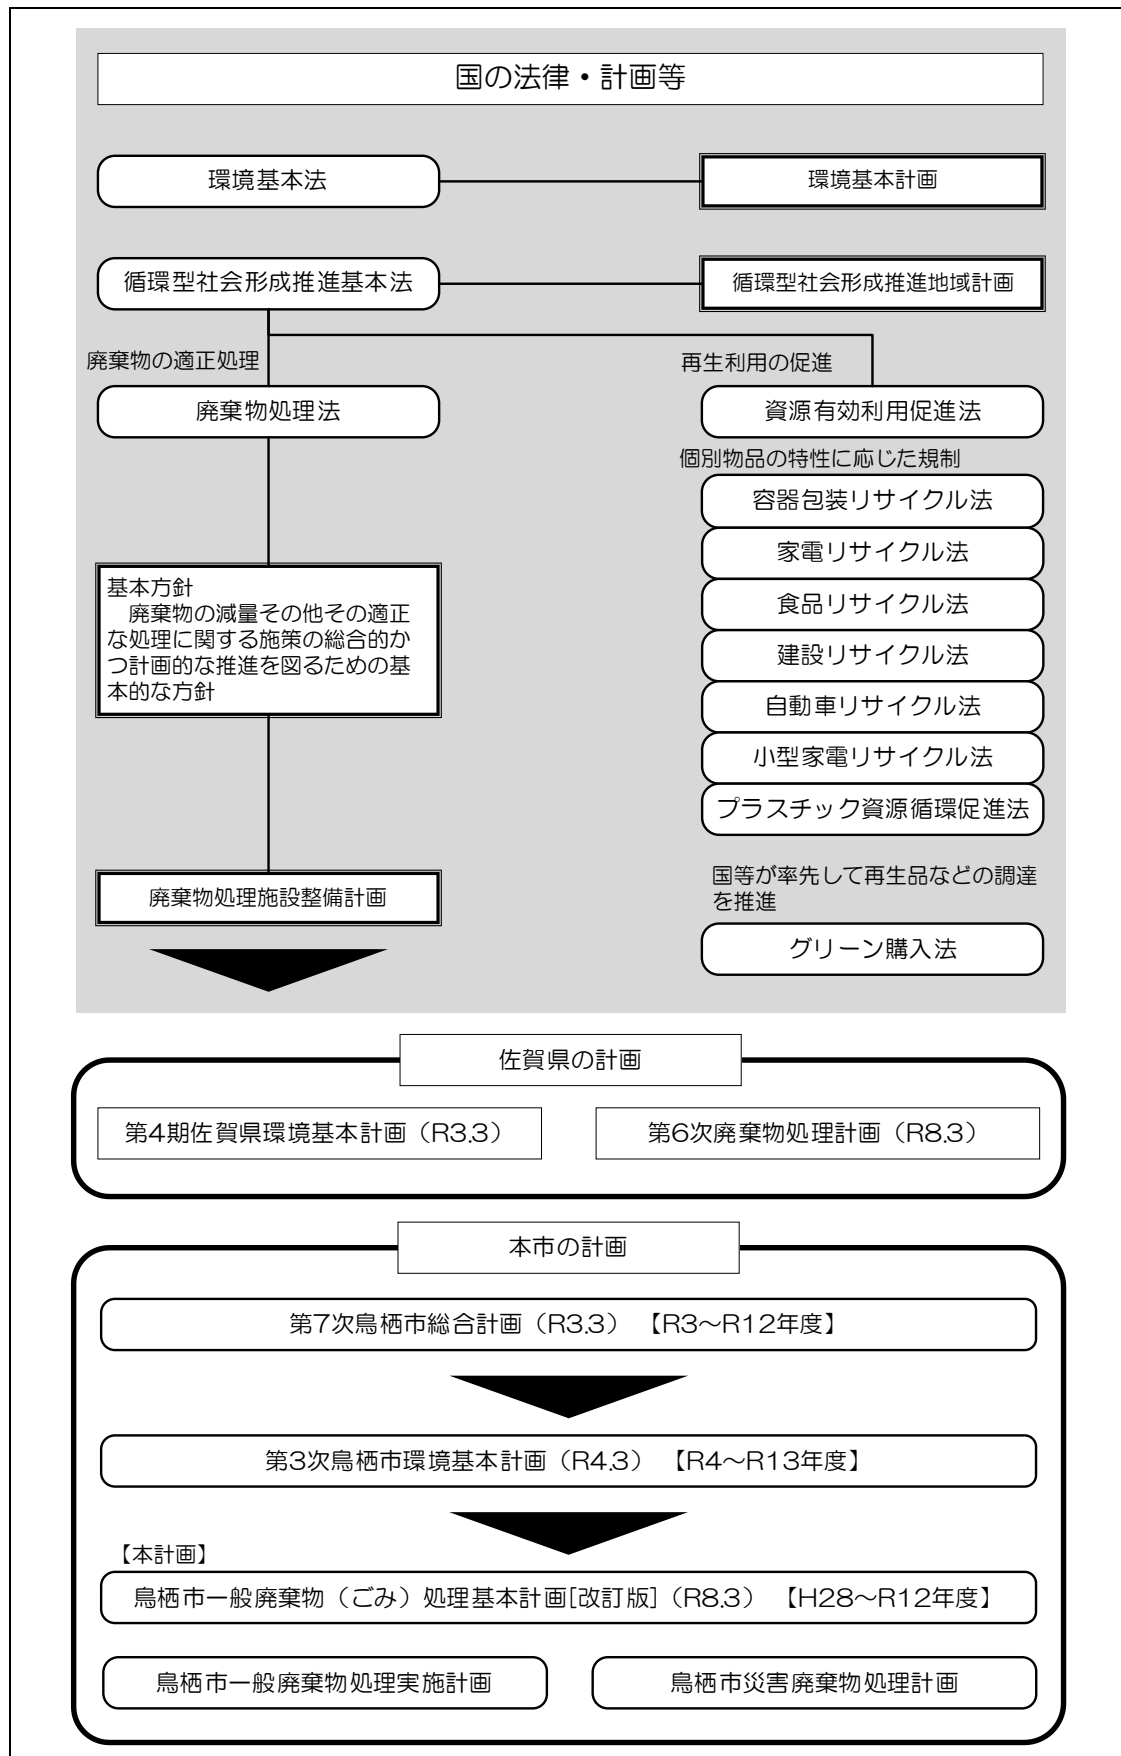 国の法律・計画等
環境基本法
環境基本計画
循環型社会形成推進基本法
循環型社会形成推進地域計画
廃棄物の適正処理
再生利用の促進
廃棄物処理法
資源有効利用促進法
個別物品の特性に応じた規制
容器包装リサイクル法
家電リサイクル法
食品リサイクル法
建設リサイクル法
自動車リサイクル法
小型家電リサイクル法
プラスチック資源循環促進法
基本方針
　廃棄物の減量その他その適正
な処理に関する施策の総合的か
つ計画的な推進を図るための基
本的な方針
廃棄物処理施設整備計画
国等が率先して再生品などの調達
を推進
グリーン購入法
佐賀県の計画
第4期佐賀県環境基本計画（R3.3）
第6次廃棄物処理計画（R8.3）
本市の計画
第7次鳥栖市総合計画（R3.3）　【R3～R12年度】
第3次鳥栖市環境基本計画（R4.3）　【R4～R13年度】
【本計画】
鳥栖市一般廃棄物（ごみ）処理基本計画[改訂版]（R8.3）　【H28～R12年度】
鳥栖市一般廃棄物処理実施計画
鳥栖市災害廃棄物処理計画